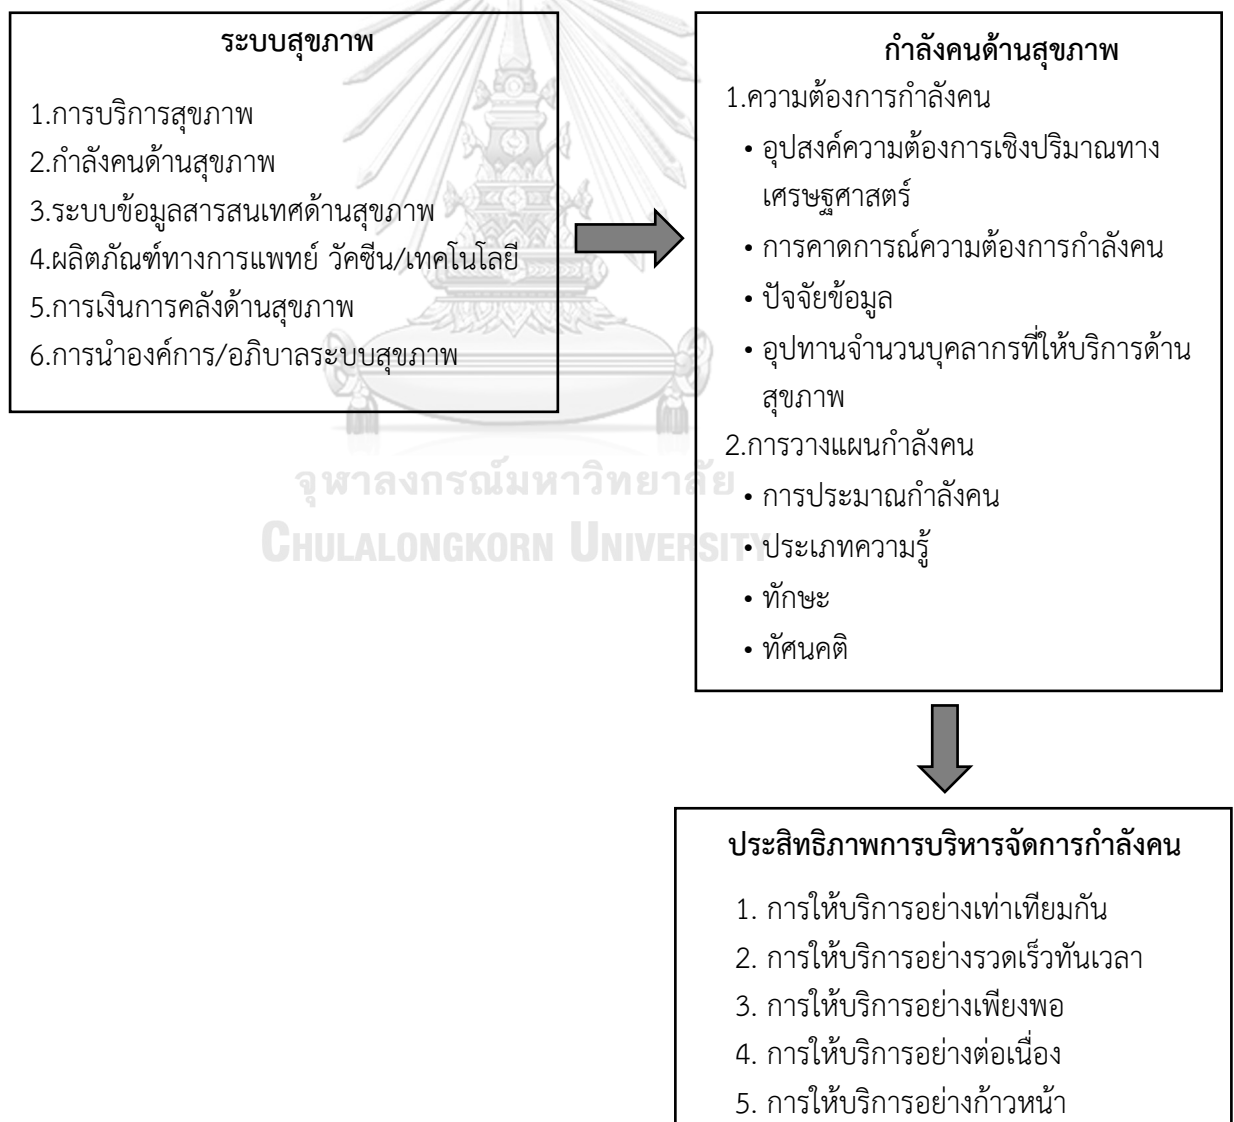 ระบบสุขภาพ
1.การบริการสุขภาพ
2.กำลังคนด้านสุขภาพ
3.ระบบข้อมูลสารสนเทศด้านสุขภาพ
4.ผลิตภัณฑ์ทางการแพทย์ วัคซีน/เทคโนโลยี
5.การเงินการคลังด้านสุขภาพ
6.การนำองค์การ/อภิบาลระบบสุขภาพ
กำลังคนด้านสุขภาพ
1.ความต้องการกำลังคน
• อุปสงค์ความต้องการเชิงปริมาณทาง
เศรษฐศาสตร์
• การคาดการณ์ความต้องการกำลังคน
• ปัจจัยข้อมูล
• อุปทานจำนวนบุคลากรที่ให้บริการด้าน
สุขภาพ
2.การวางแผนกำลังคน
• การประมาณกำลังคน
• ประเภทความรู้
• ทักษะ
• ทัศนคติ
จุฬาลงกรณ์มหาวิทยาลัย
CHULALONGKORN UNIVERSITY
ประสิทธิภาพการบริหารจัดการกำลังคน
1. การให้บริการอย่างเท่าเทียมกัน
2. การให้บริการอย่างรวดเร็วทันเวลา
3. การให้บริการอย่างเพียงพอ
4. การให้บริการอย่างต่อเนื่อง
5. การให้บริการอย่างก้าวหน้า